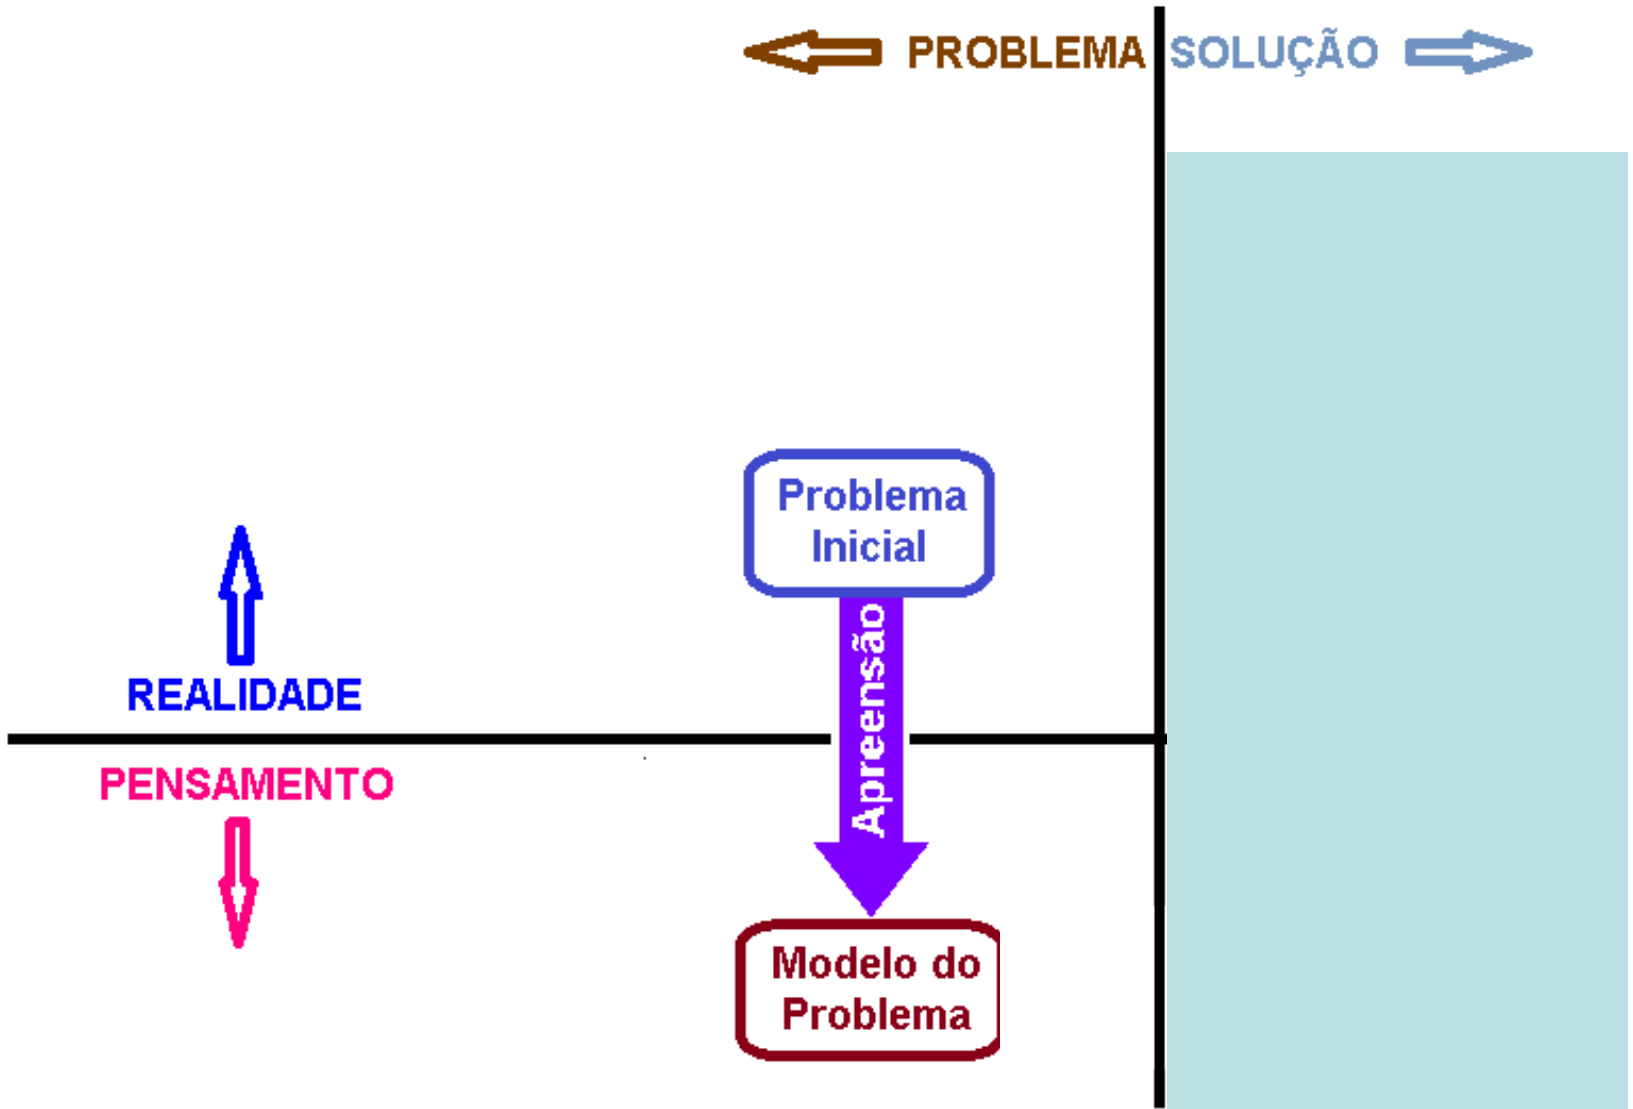 PROBLEMA
SOLUÇÃO
Problema
Inicial
Apreensão
REALIDADE
PENSAMENTO
Modelo do
Problema